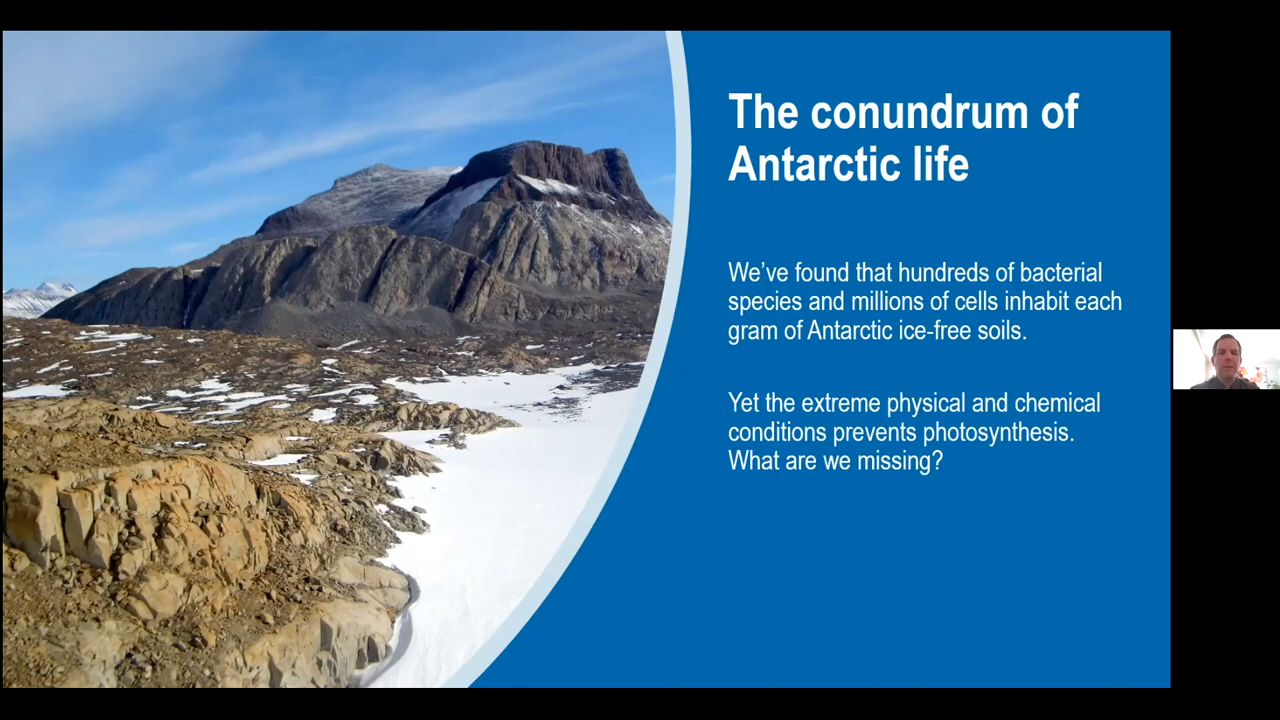 The conundrum of
Antarctic life
We’ve found that hundreds of bacterial
species and millions of cells inhabit each
gram of Antarctic ice-free soils.
Yet the extreme physical and chemical
conditions prevents photosynthesis.
What are we missing?